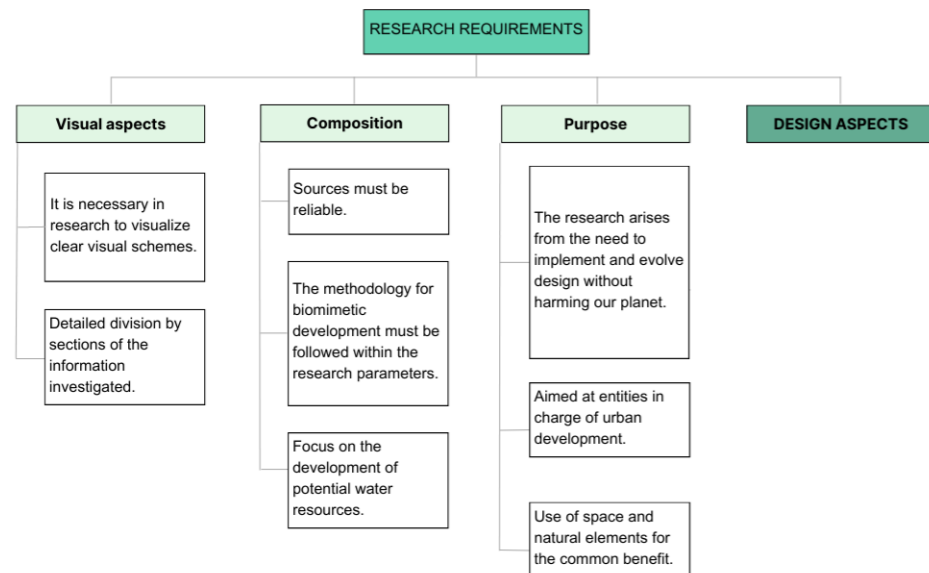 RESEARCH REQUIREMENTS
Visual aspects
It is necessary in
research to visualize
clear visual schemes.
Detailed division by
sections of the
information
investigated.
Composition
Sources must be
reliable.
The methodology for
biomimetic
development must be
followed within the
research parameters.
Focus on the
development of
potential water
resources.
Purpose
The research arises
from the need to
implement and evolve
design without
harming our planet.
Aimed at entities in
charge of urban
development.
Use of space and
natural elements for
the common benefit.
DESIGN ASPECTS